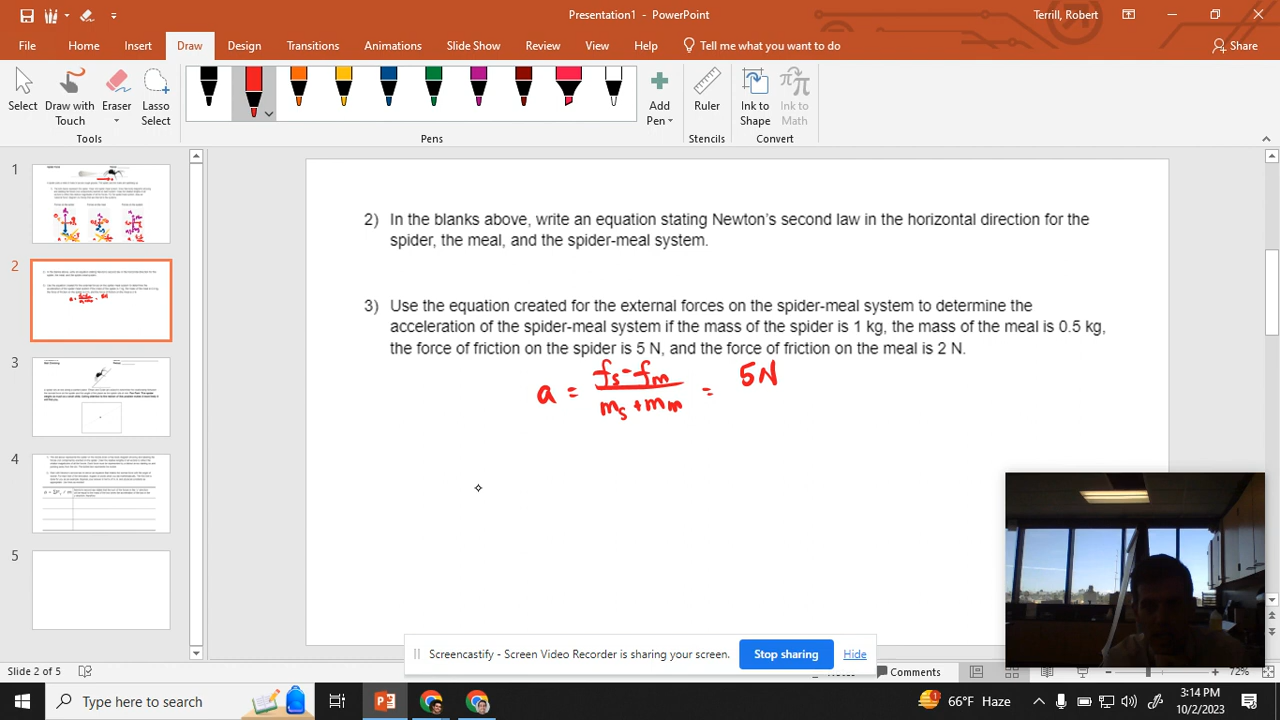 Presentation1 - PowerPoint
Terrill, Robert
File Home Insert Draw Design Transitions Animations Slide Show Review View Help Tell me what you want to do Share
Select
Draw with Touch
Eraser
Lasso Select
Add Pen
Ruler
Ink to Shape
Ink to Math
Tools
Pens
Stencils
Convert
1
2
3
4
5
2) In the blanks above, write an equation stating Newton's second law in the horizontal direction for the
spider, the meal, and the spider-meal system.
3) Use the equation created for the external forces on the spider-meal system to determine the
acceleration of the spider-meal system if the mass of the spider is 1 kg, the mass of the meal is 0.5 kg,
the force of friction on the spider is 5 N, and the force of friction on the meal is 2 N.
a = (fs - fm) / (ms + mm) = 5N
Screencastify - Screen Video Recorder is sharing your screen. Stop sharing Hide
Slide 2 of 5
Comments
72%
Type here to search
66°F Haze
3:14 PM
10/2/2023